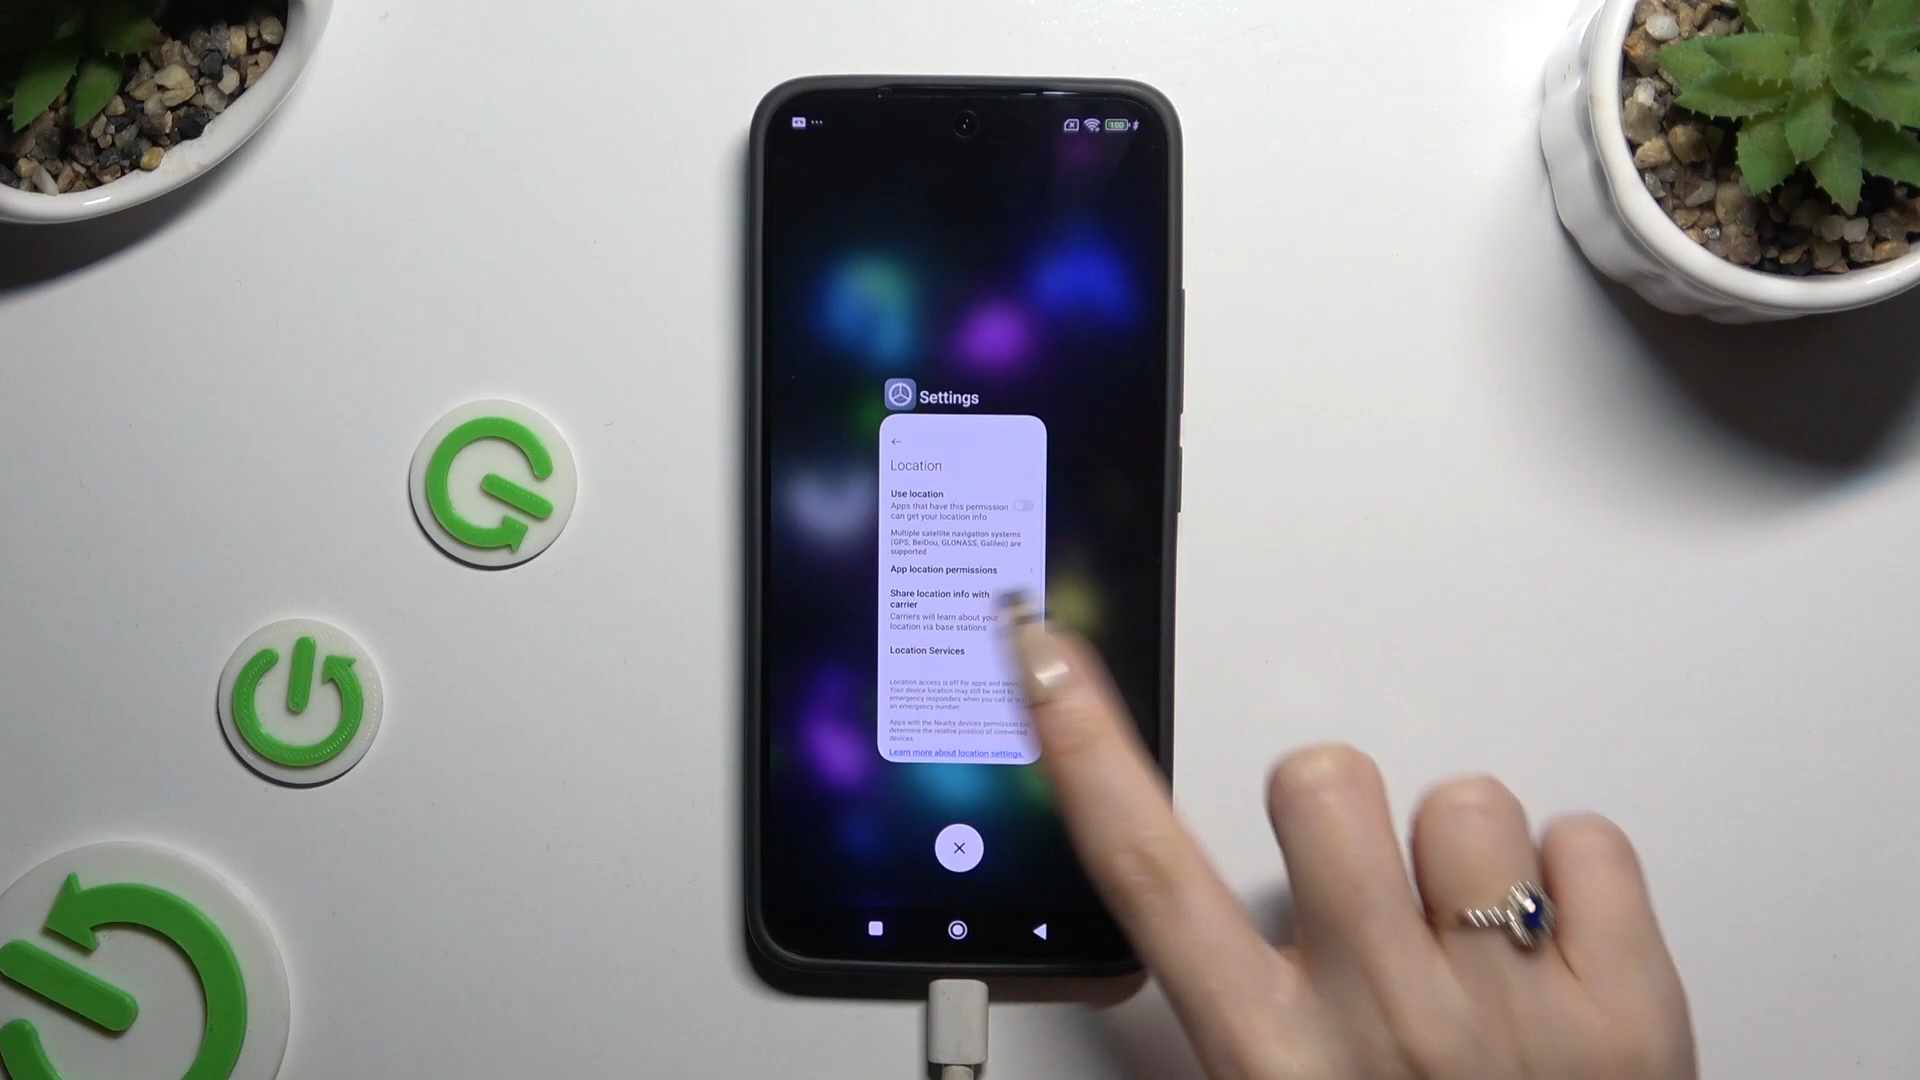 100
Settings
Location
Use location
Apps that have this permission
can get your location info
Multiple satellite navigation systems
(GPS, BeiDou, GLONASS, Galileo) are
supported
App location permissions
Share location info with
carrier
Carriers will learn about your
location via base stations
Location Services
Location access is off for apps and
Your device location may still be sent to
emergency responders when you call or
an emergency number.
Apps with the Nearby devices permission
determine the relative position of connected
devices.
Learn more about location settings.